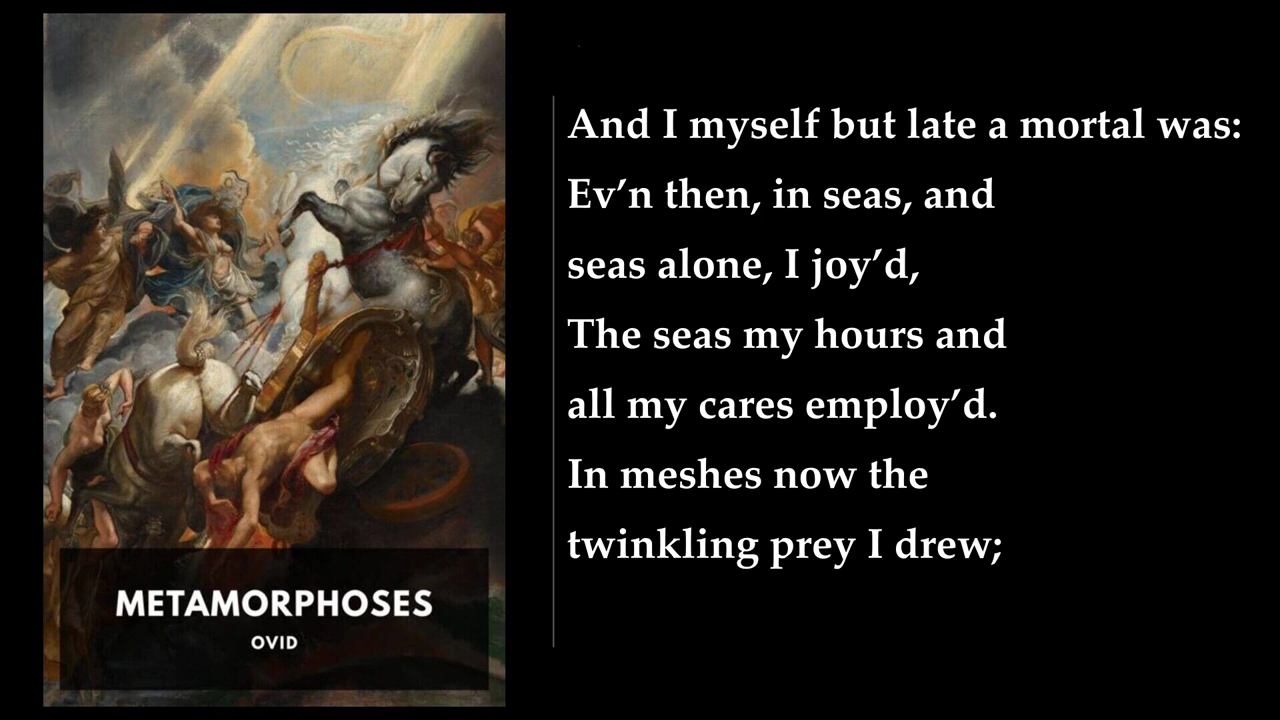 METAMORPHOSES
OVID
And I myself but late a mortal was:
Ev’n then, in seas, and
seas alone, I joy’d,
The seas my hours and
all my cares employ’d.
In meshes now the
twinkling prey I drew;